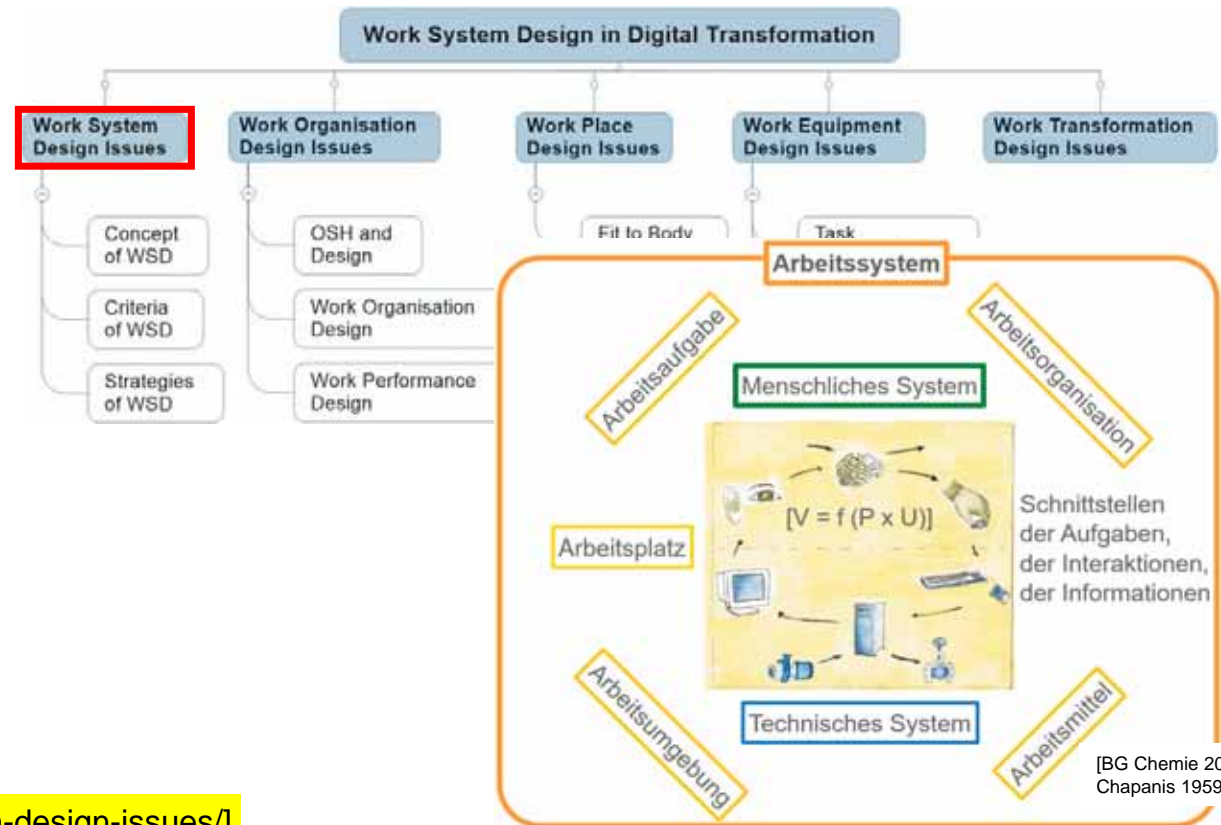 Work System Design in Digital Transformation
Work System
Design Issues
Work Organisation
Design Issues
Work Place
Design Issues
Work Equipment
Design Issues
Work Transformation
Design Issues
Concept
of WSD
Criteria
of WSD
Strategies
of WSD
OSH and
Design
Work Organisation
Design
Work Performance
Design
Fit to Body
Task
Arbeitssystem
Arbeitsaufgabe
Arbeitsorganisation
Menschliches System
[V = f (P x U)]
Arbeitsplatz
Schnittstellen
der Aufgaben,
der Interaktionen,
der Informationen
Arbeitsumgebung
Technisches System
Arbeitsmittel
[BG Chemie 20
Chapanis 1959
-design-issues/]